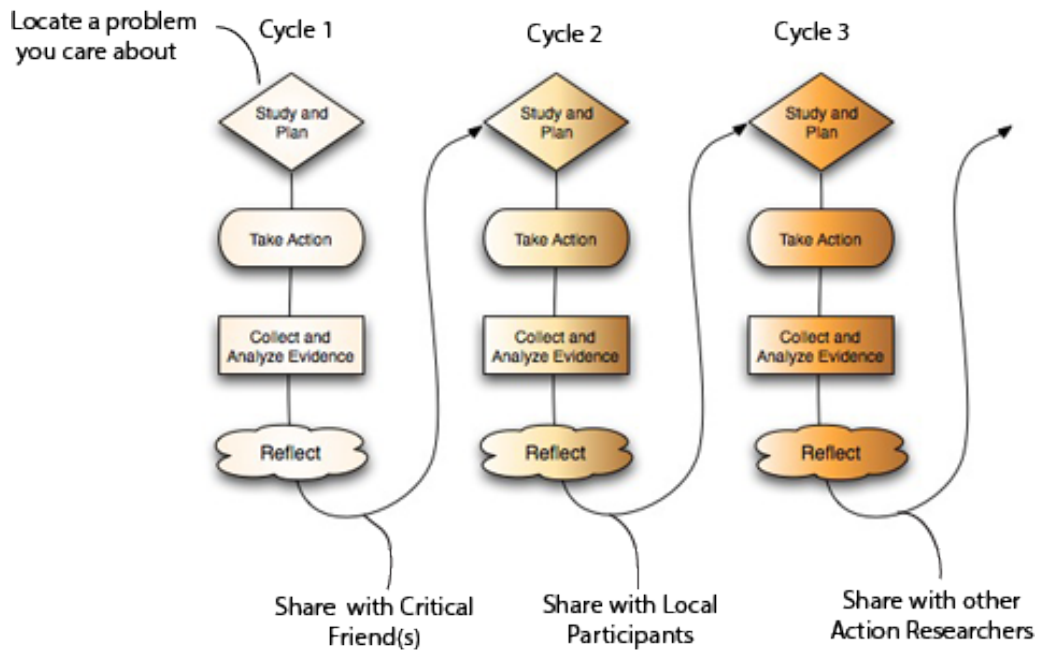 Locate a problem
you care about
Cycle 1
Study and
Plan
Take Action
Collect and
Analyze Evidence
Reflect
Share with Critical
Friend(s)
Cycle 2
Study and
Plan
Take Action
Collect and
Analyze Evidence
Reflect
Share with Local
Participants
Cycle 3
Study and
Plan
Take Action
Collect and
Analyze Evidence
Reflect
Share with other
Action Researchers